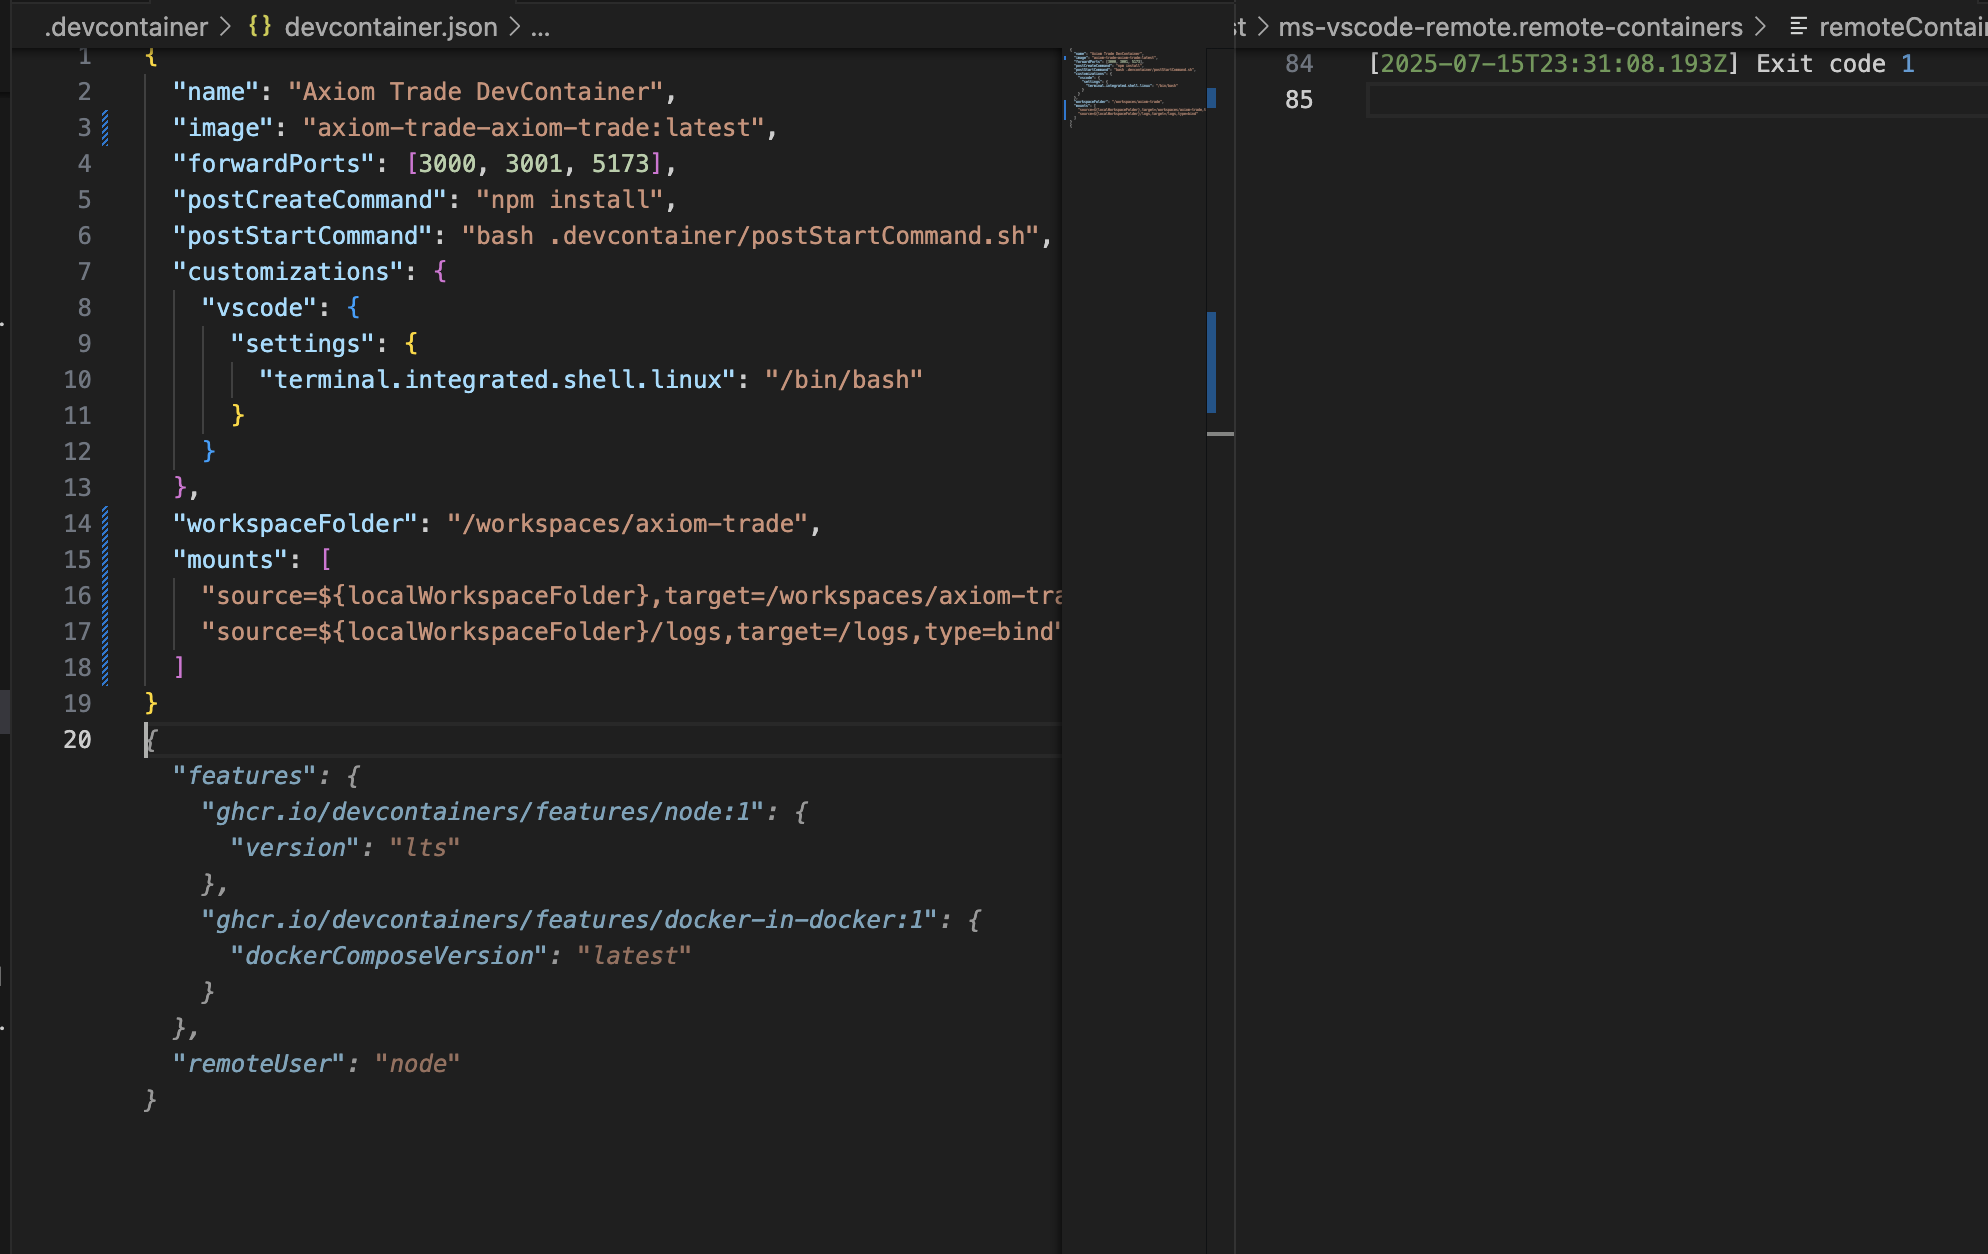 .devcontainer > {} devcontainer.json > ...
1 {
2 "name": "Axiom Trade DevContainer",
3 "image": "axiom-trade-axiom-trade:latest",
4 "forwardPorts": [3000, 3001, 5173],
5 "postCreateCommand": "npm install",
6 "postStartCommand": "bash .devcontainer/postStartCommand.sh",
7 "customizations": {
8 "vscode": {
9 "settings": {
10 "terminal.integrated.shell.linux": "/bin/bash"
11 }
12 }
13 },
14 "workspaceFolder": "/workspaces/axiom-trade",
15 "mounts": [
16 "source=${localWorkspaceFolder},target=/workspaces/axiom-tra
17 "source=${localWorkspaceFolder}/logs,target=/logs,type=bind"
18 ]
19 }
20 {
"features": {
"ghcr.io/devcontainers/features/node:1": {
"version": "lts"
},
"ghcr.io/devcontainers/features/docker-in-docker:1": {
"dockerComposeVersion": "latest"
}
},
"remoteUser": "node"
}
t > ms-vscode-remote.remote-containers > remoteContai
84 [2025-07-15T23:31:08.193Z] Exit code 1
85